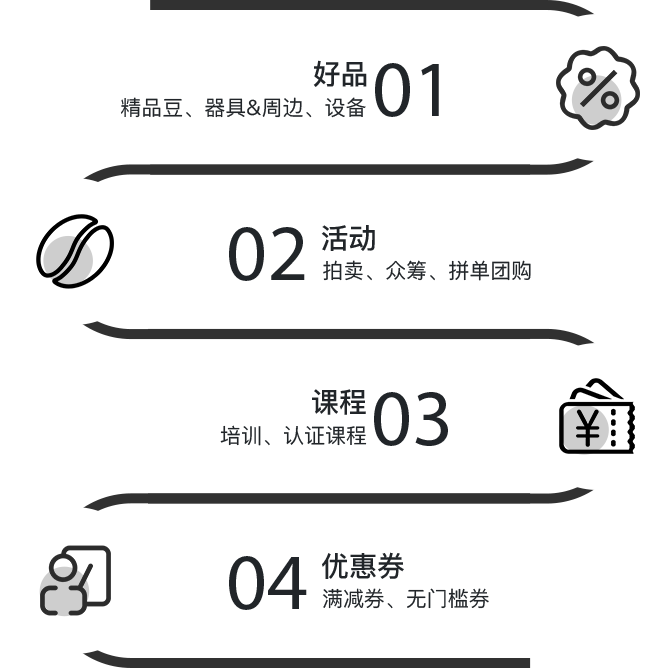 好品
01
精品豆、器具&周边、设备
02
活动
拍卖、众筹、拼单团购
课程
03
培训、认证课程
¥
04
优惠券
满减券、无门槛券